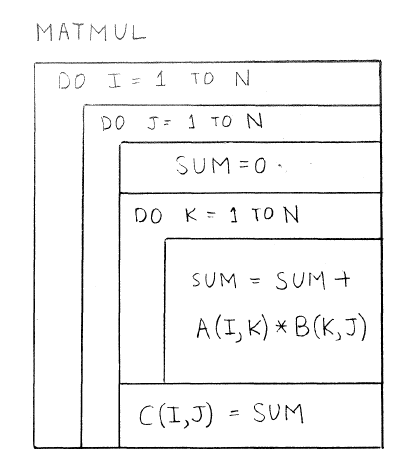 MATMUL
DO I = 1 TO N
DO J = 1 TO N
SUM = 0
DO K = 1 TO N
SUM = SUM +
A(I,K) * B(K,J)
C(I,J) = SUM